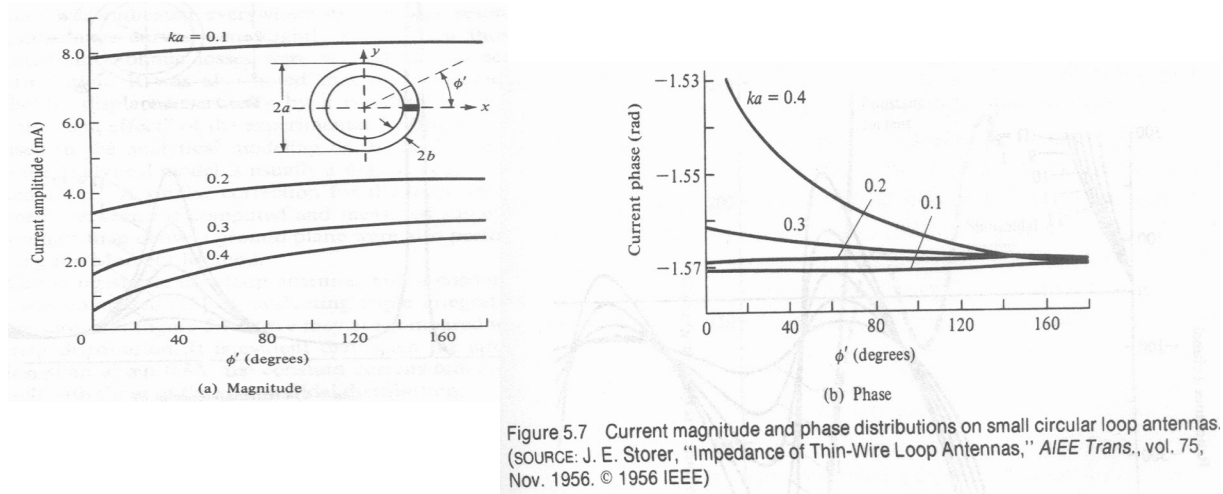 8.0
6.0
4.0
2.0
Current amplitude (mA)
ka = 0.1
0.2
0.3
0.4
y
x
ϕ′
2a
2b
0
40
80
120
160
ϕ′ (degrees)
(a) Magnitude
−1.53
−1.55
−1.57
Current phase (rad)
ka = 0.4
0.2
0.1
0.3
0
40
80
120
160
ϕ′ (degrees)
(b) Phase
Figure 5.7 Current magnitude and phase distributions on small circular loop antennas.
(SOURCE: J. E. Storer, "Impedance of Thin-Wire Loop Antennas," AIEE Trans., vol. 75,
Nov. 1956. © 1956 IEEE)